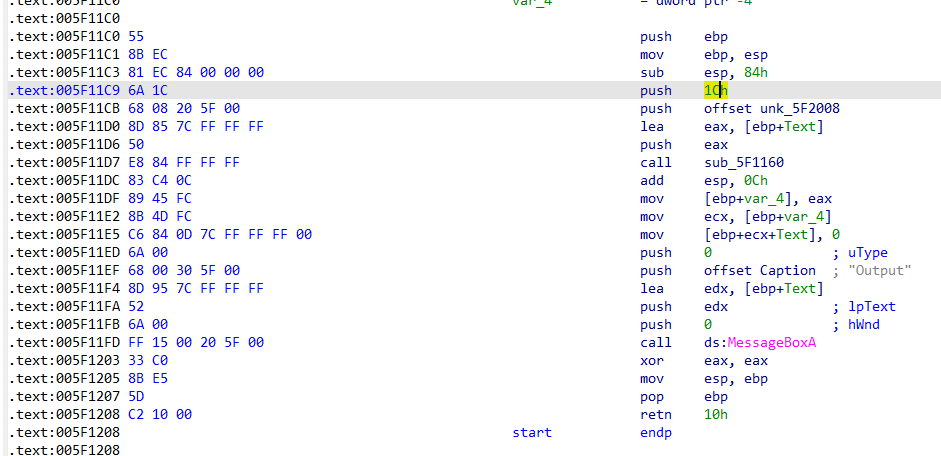 .text:005F11C0 var_4 = dword ptr -4
.text:005F11C0
.text:005F11C0 55 push ebp
.text:005F11C1 8B EC mov ebp, esp
.text:005F11C3 81 EC 84 00 00 00 sub esp, 84h
.text:005F11C9 6A 1C push 1Ch
.text:005F11CB 68 08 20 5F 00 push offset unk_5F2008
.text:005F11D0 8D 85 7C FF FF FF lea eax, [ebp+Text]
.text:005F11D6 50 push eax
.text:005F11D7 E8 84 FF FF FF call sub_5F1160
.text:005F11DC 83 C4 0C add esp, 0Ch
.text:005F11DF 89 45 FC mov [ebp+var_4], eax
.text:005F11E2 8B 4D FC mov ecx, [ebp+var_4]
.text:005F11E5 C6 84 0D 7C FF FF FF 00 mov [ebp+ecx+Text], 0
.text:005F11ED 6A 00 push 0 ; uType
.text:005F11EF 68 00 30 5F 00 push offset Caption ; "Output"
.text:005F11F4 8D 95 7C FF FF FF lea edx, [ebp+Text]
.text:005F11FA 52 push edx ; lpText
.text:005F11FB 6A 00 push 0 ; hWnd
.text:005F11FD FF 15 00 20 5F 00 call ds:MessageBoxA
.text:005F1203 33 C0 xor eax, eax
.text:005F1205 8B E5 mov esp, ebp
.text:005F1207 5D pop ebp
.text:005F1208 C2 10 00 retn 10h
.text:005F1208 start endp
.text:005F1208